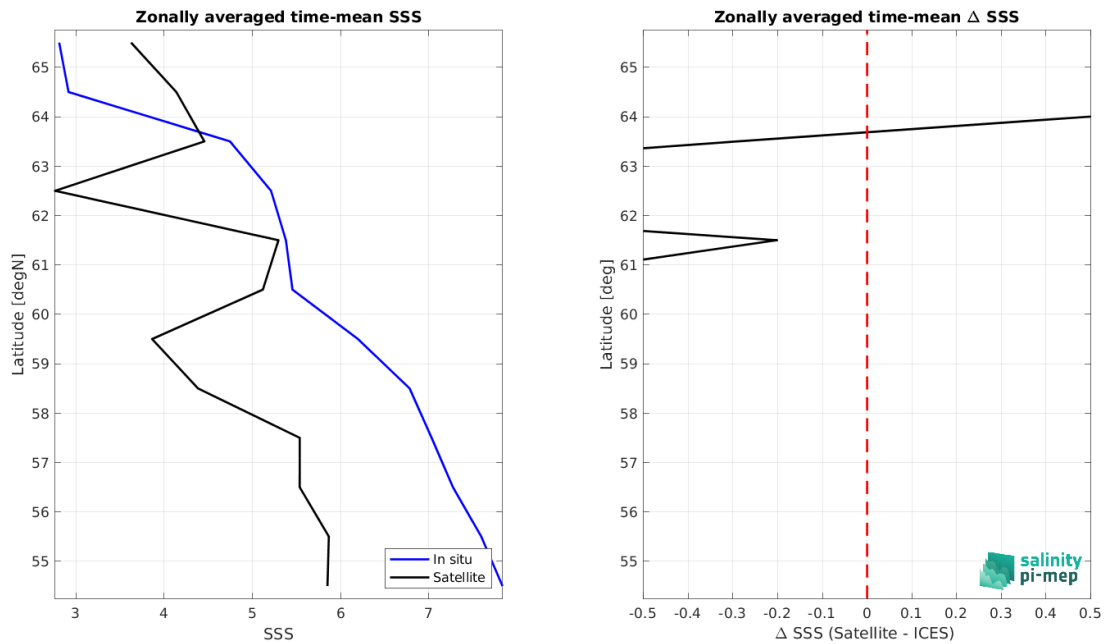 Zonally averaged time-mean SSS
65
64
63
62
61
60
59
58
57
56
55
Latitude [degN]
In situ
Satellite
3 4 5 6 7
SSS
Zonally averaged time-mean Δ SSS
65
64
63
62
61
60
59
58
57
56
55
Latitude [deg]
salinity
pi-mep
-0.5 -0.4 -0.3 -0.2 -0.1 0 0.1 0.2 0.3 0.4 0.5
Δ SSS (Satellite - ICES)